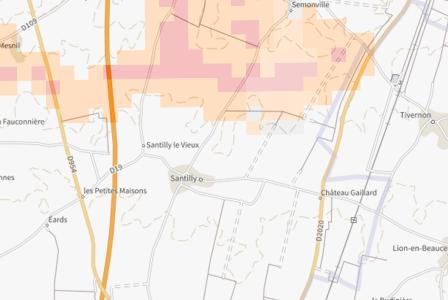 Semonville
D109
Mesnil
Tivernon
Fauconnière
Santilly le Vieux
D954
D19
Santilly
nnes
les Petites Maisons
Château Gaillard
Éards
D2020
Lion-en-Beauce